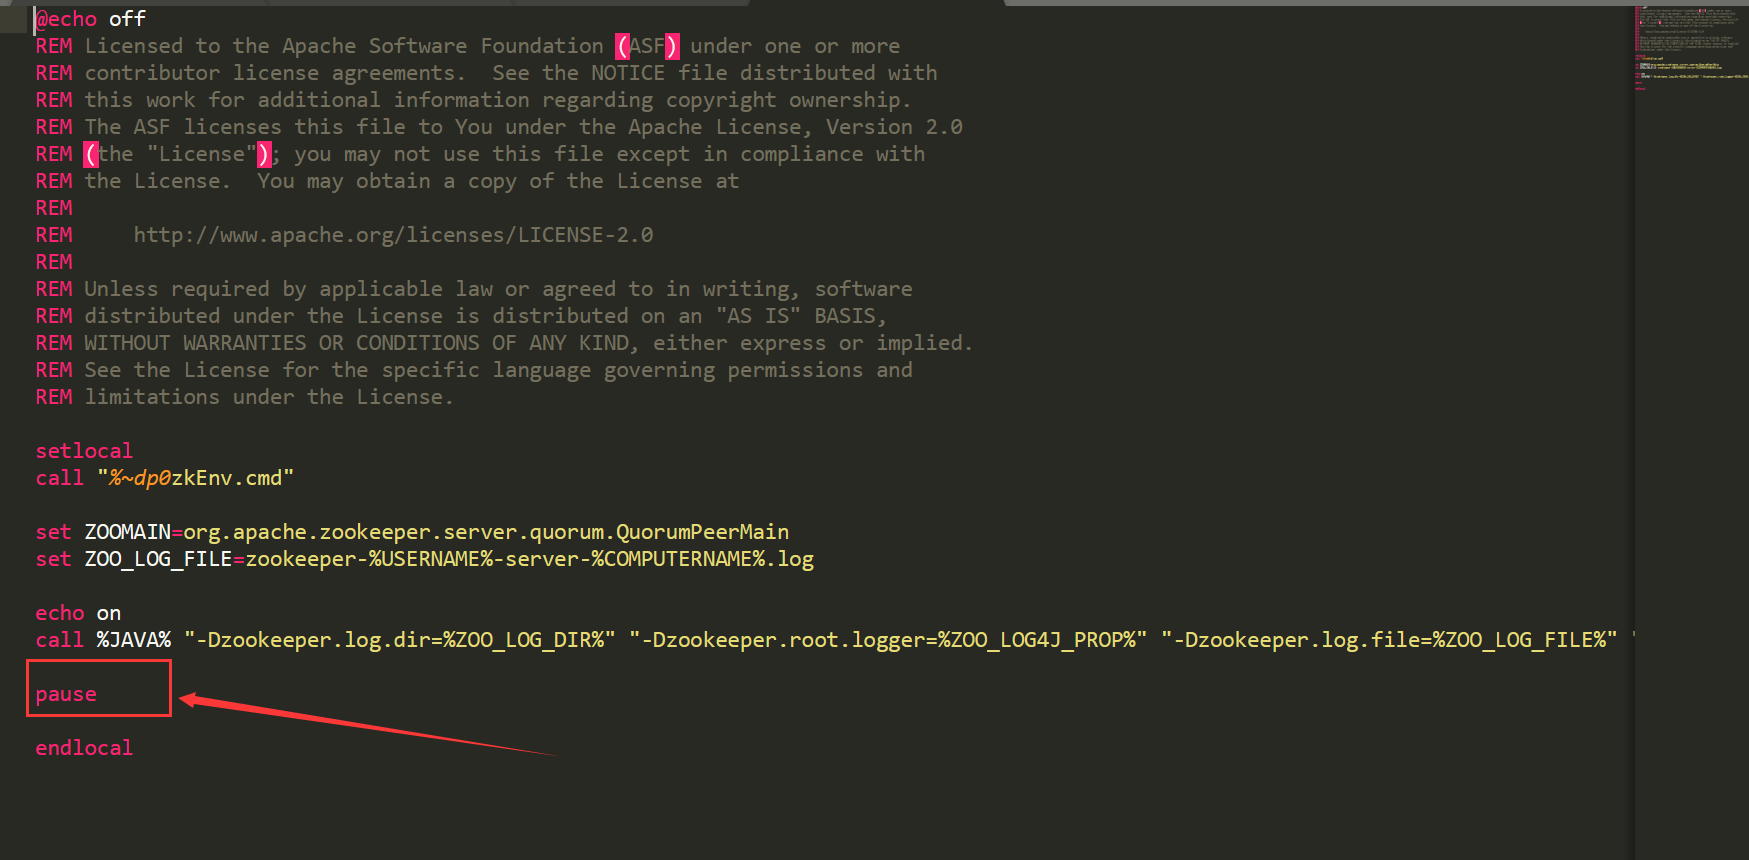 @echo off
REM Licensed to the Apache Software Foundation (ASF) under one or more
REM contributor license agreements.  See the NOTICE file distributed with
REM this work for additional information regarding copyright ownership.
REM The ASF licenses this file to You under the Apache License, Version 2.0
REM (the "License"); you may not use this file except in compliance with
REM the License.  You may obtain a copy of the License at
REM
REM     http://www.apache.org/licenses/LICENSE-2.0
REM
REM Unless required by applicable law or agreed to in writing, software
REM distributed under the License is distributed on an "AS IS" BASIS,
REM WITHOUT WARRANTIES OR CONDITIONS OF ANY KIND, either express or implied.
REM See the License for the specific language governing permissions and
REM limitations under the License.
setlocal
call "%~dp0zkEnv.cmd"
set ZOOMAIN=org.apache.zookeeper.server.quorum.QuorumPeerMain
set ZOO_LOG_FILE=zookeeper-%USERNAME%-server-%COMPUTERNAME%.log
echo on
call %JAVA% "-Dzookeeper.log.dir=%ZOO_LOG_DIR%" "-Dzookeeper.root.logger=%ZOO_LOG4J_PROP%" "-Dzookeeper.log.file=%ZOO_LOG_FILE%"
pause
endlocal